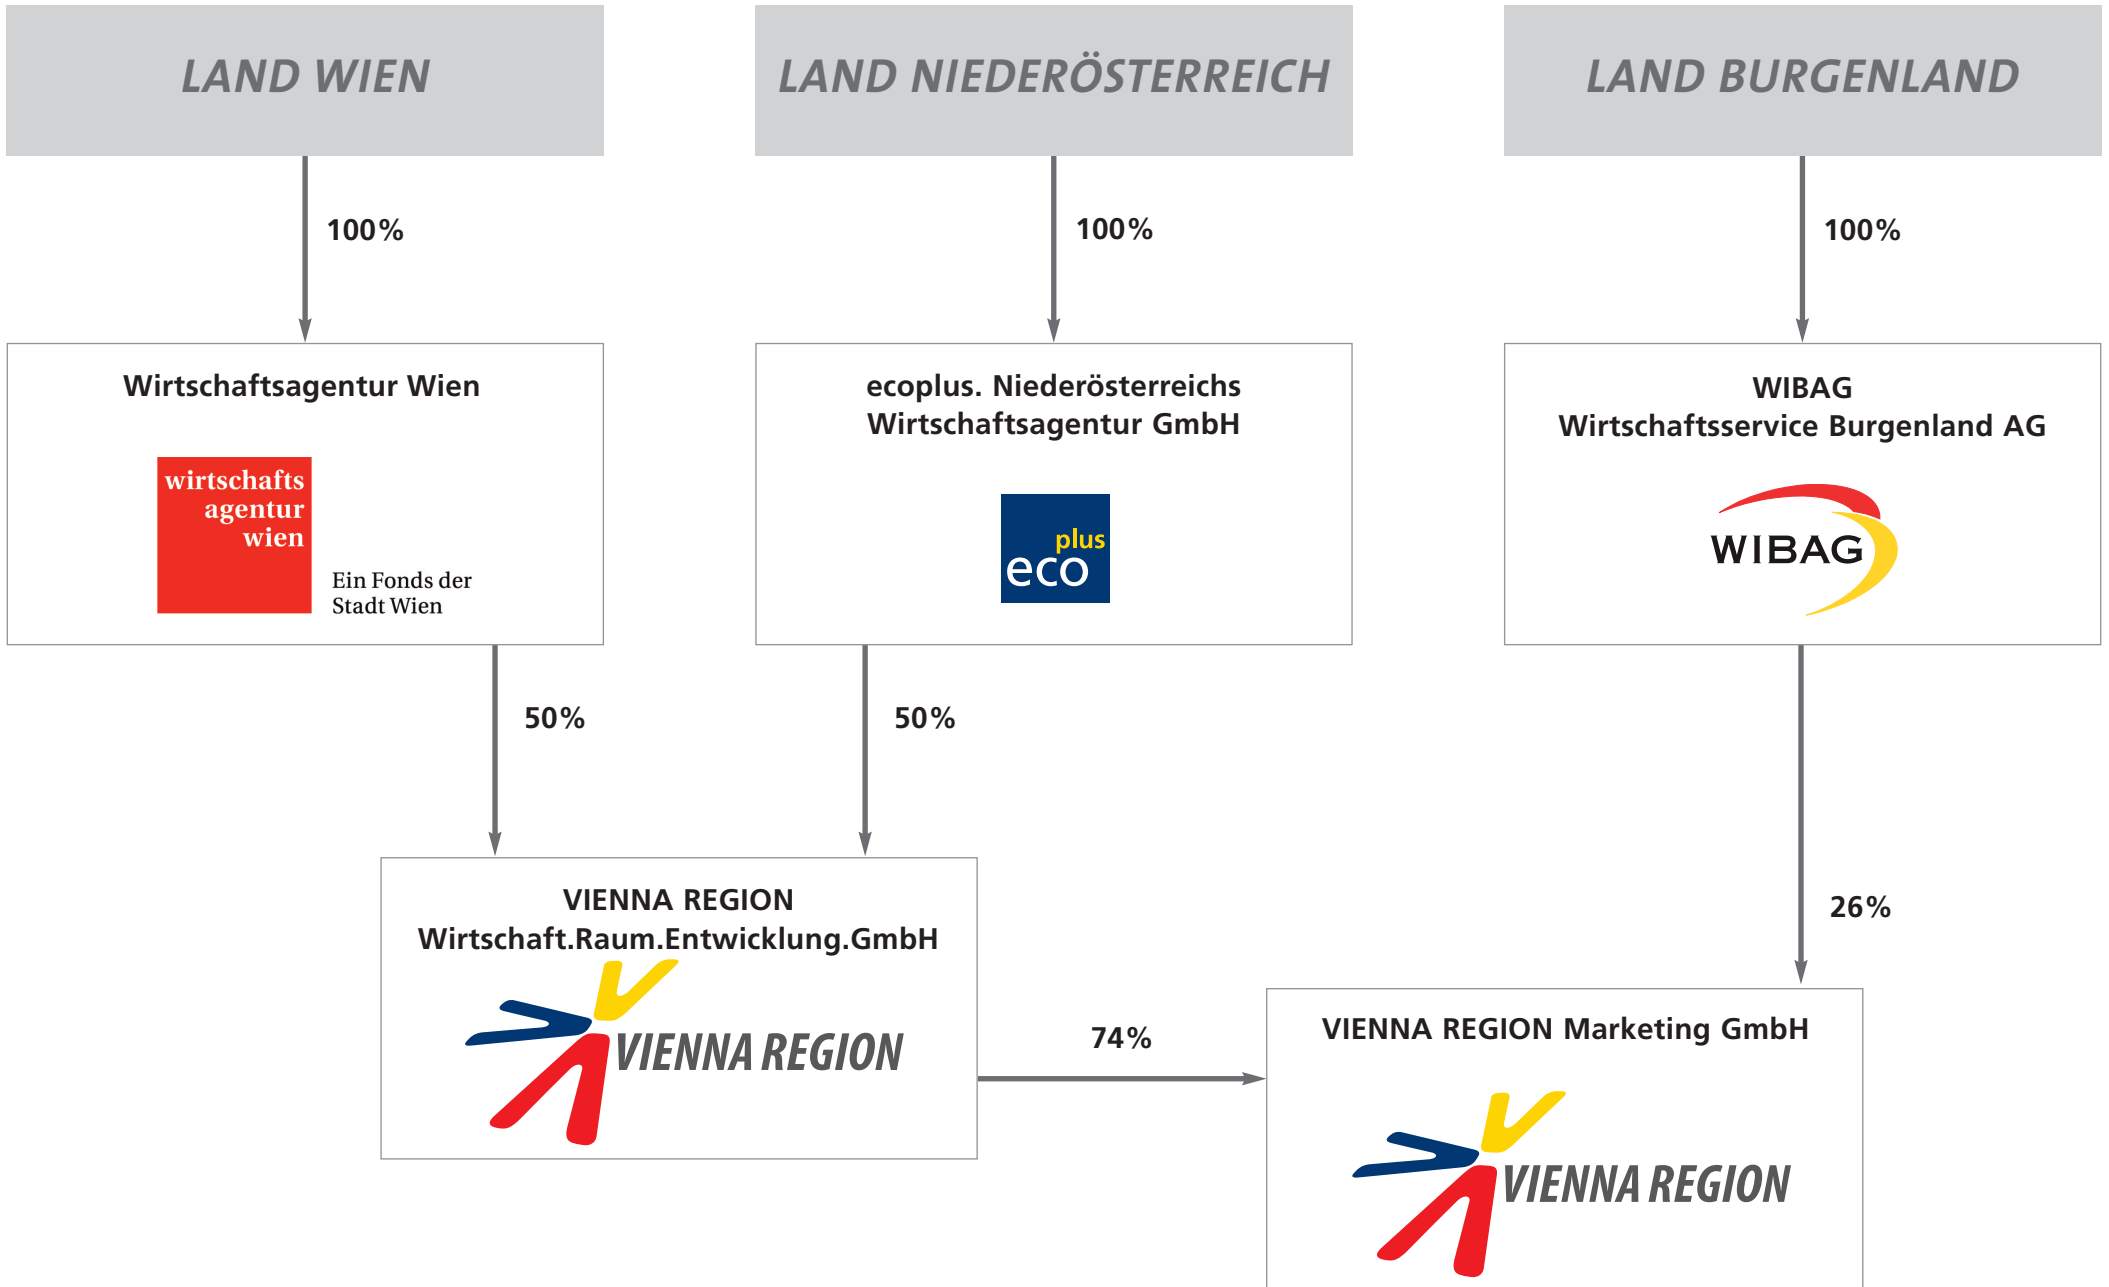 LAND WIEN
LAND NIEDERÖSTERREICH
LAND BURGENLAND
100%
100%
100%
Wirtschaftsagentur Wien
wirtschafts
agentur
wien
Ein Fonds der
Stadt Wien
ecoplus. Niederösterreichs
Wirtschaftsagentur GmbH
plus
eco
WIBAG
Wirtschaftsservice Burgenland AG
WIBAG
50%
50%
26%
VIENNA REGION
Wirtschaft.Raum.Entwicklung.GmbH
VIENNA REGION
74%
VIENNA REGION Marketing GmbH
VIENNA REGION